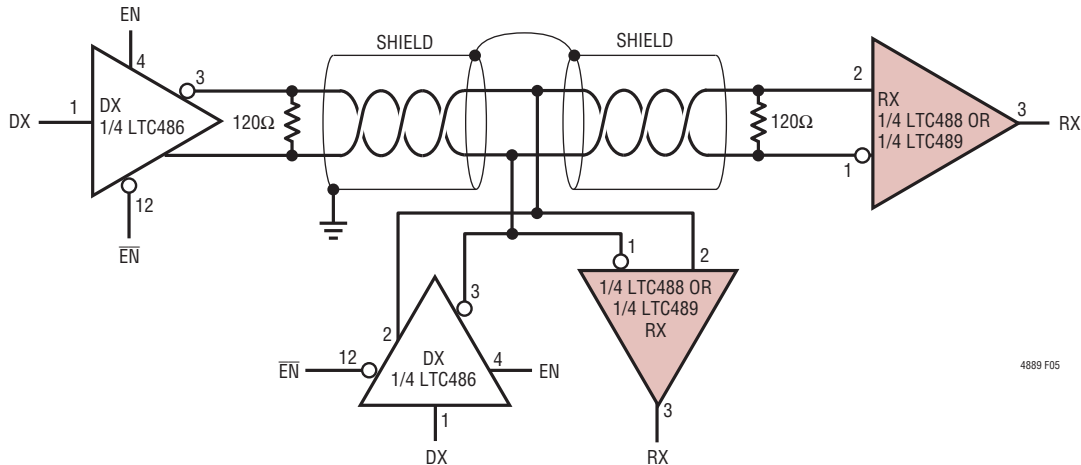 EN
4
3
1
DX
DX
1/4 LTC486
12
EN
120Ω
SHIELD
SHIELD
120Ω
2
RX
1/4 LTC488 OR
1/4 LTC489
3
RX
1
1
2
1/4 LTC488 OR
1/4 LTC489
RX
3
RX
3
2
12
EN
DX
1/4 LTC486
4
EN
1
DX
4889 F05